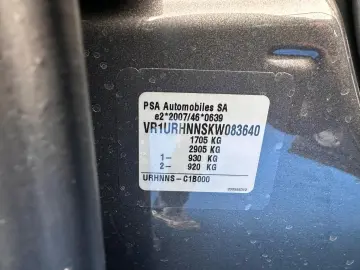 PSA Automobiles SA
e2*2007/46*0639
VR1URHNNSKW083640
1705 KG
2905 KG
1- 930 KG
2- 920 KG
URHNNS-C1B000